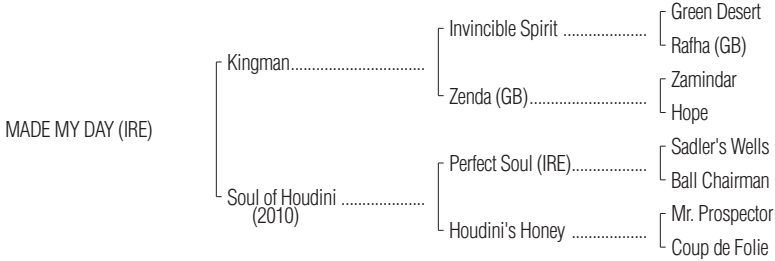 Green Desert
Invincible Spirit ....................
Rafha (GB)
Kingman................................
Zamindar
Zenda (GB)............................
Hope
MADE MY DAY (IRE)
Sadler's Wells
Perfect Soul (IRE)..................
Ball Chairman
Soul of Houdini ....................
(2010)
Mr. Prospector
Houdini's Honey ..................
Coup de Folie